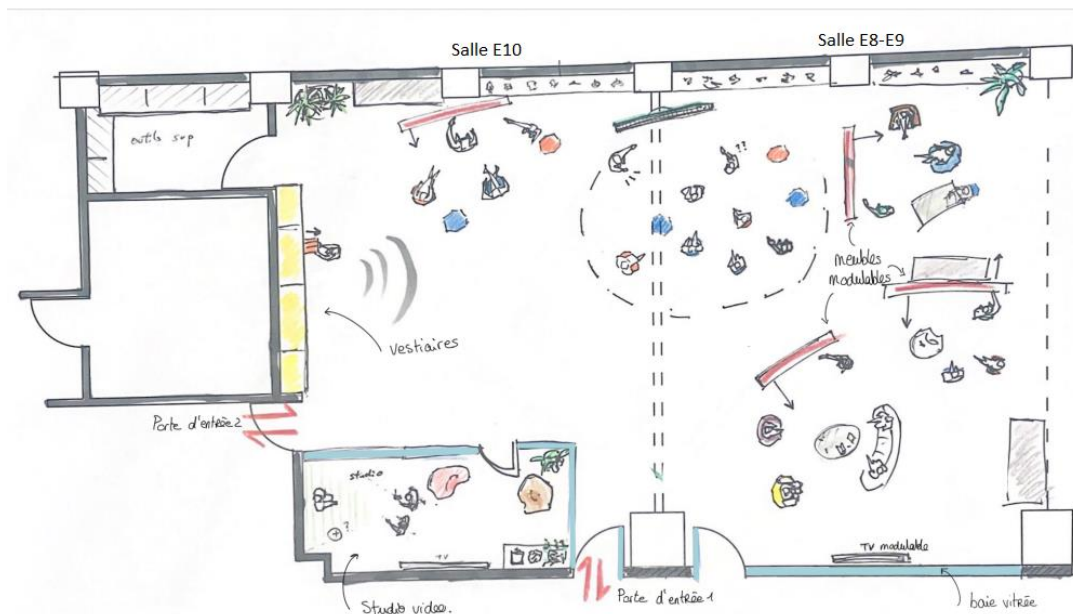 Salle E10
Salle E8-E9
outils sup
meubles
modulables
vestiaires
Porte d'entrée 2
studio
TV
TV modulable
Studio video.
Porte d'entrée 1
baie vitrée